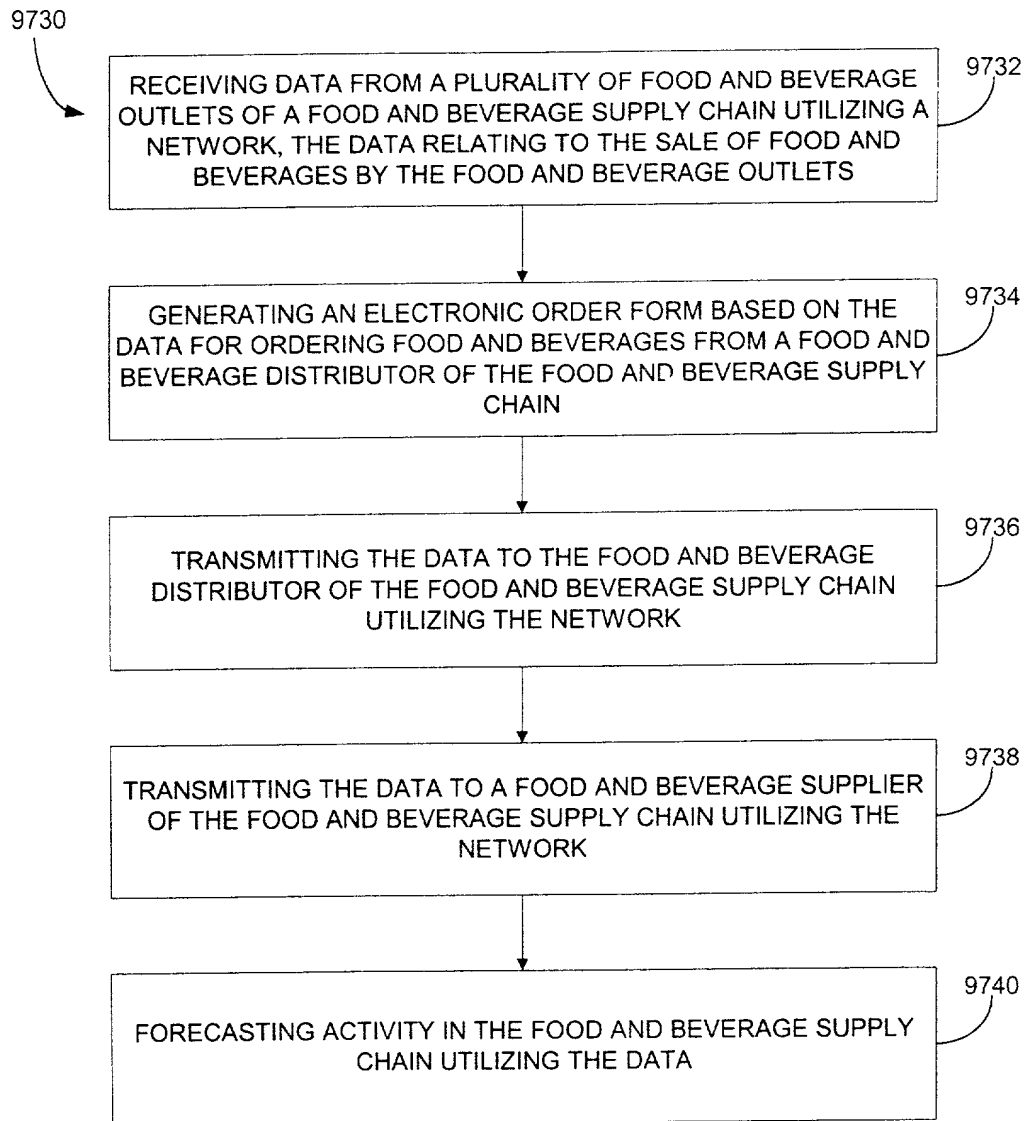 9730
RECEIVING DATA FROM A PLURALITY OF FOOD AND BEVERAGE
OUTLETS OF A FOOD AND BEVERAGE SUPPLY CHAIN UTILIZING A
NETWORK, THE DATA RELATING TO THE SALE OF FOOD AND
BEVERAGES BY THE FOOD AND BEVERAGE OUTLETS
9732
GENERATING AN ELECTRONIC ORDER FORM BASED ON THE
DATA FOR ORDERING FOOD AND BEVERAGES FROM A FOOD AND
BEVERAGE DISTRIBUTOR OF THE FOOD AND BEVERAGE SUPPLY
CHAIN
9734
TRANSMITTING THE DATA TO THE FOOD AND BEVERAGE
DISTRIBUTOR OF THE FOOD AND BEVERAGE SUPPLY CHAIN
UTILIZING THE NETWORK
9736
TRANSMITTING THE DATA TO A FOOD AND BEVERAGE SUPPLIER
OF THE FOOD AND BEVERAGE SUPPLY CHAIN UTILIZING THE
NETWORK
9738
FORECASTING ACTIVITY IN THE FOOD AND BEVERAGE SUPPLY
CHAIN UTILIZING THE DATA
9740